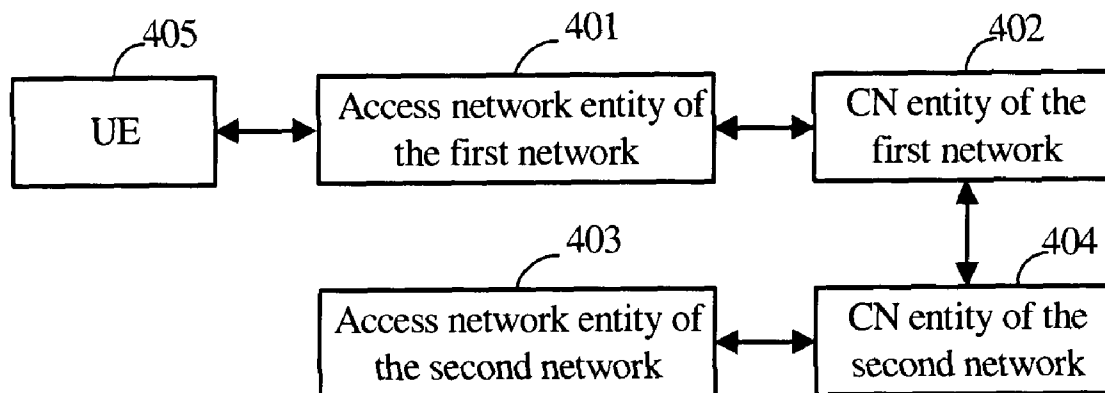 405
401
402
UE
Access network entity of
the first network
CN entity of the
first network
403
404
Access network entity of
the second network
CN entity of the
second network